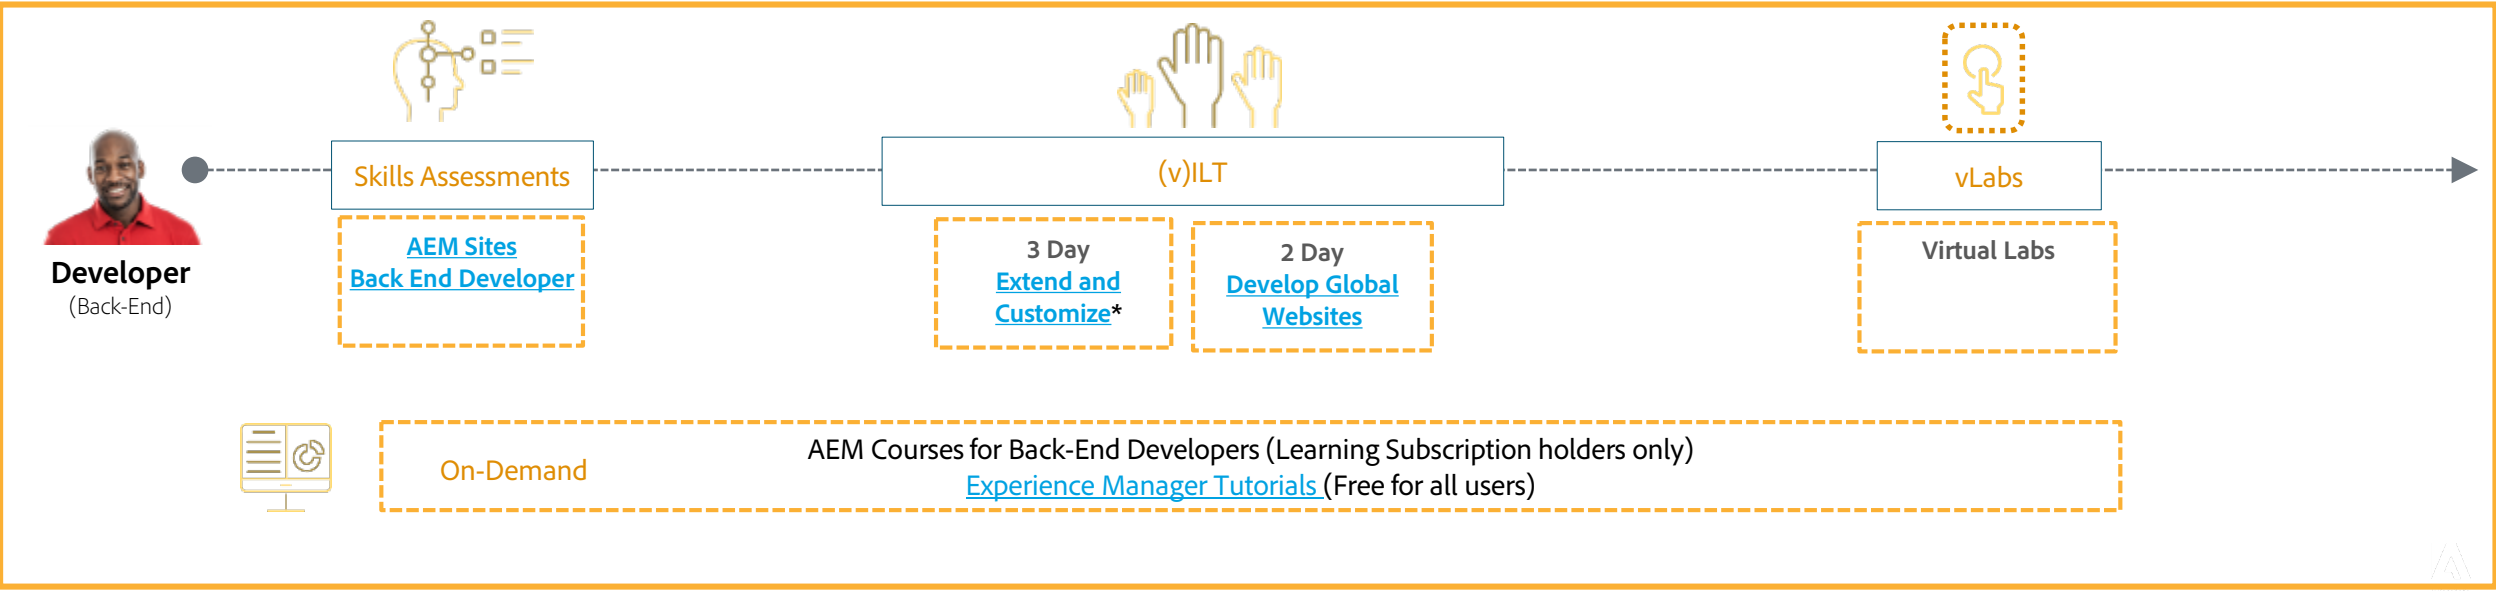 Developer
(Back-End)
Skills Assessments
AEM Sites
Back End Developer
(v)ILT
3 Day
Extend and
Customize*
2 Day
Develop Global
Websites
vLabs
Virtual Labs
On-Demand
AEM Courses for Back-End Developers (Learning Subscription holders only)
Experience Manager Tutorials (Free for all users)